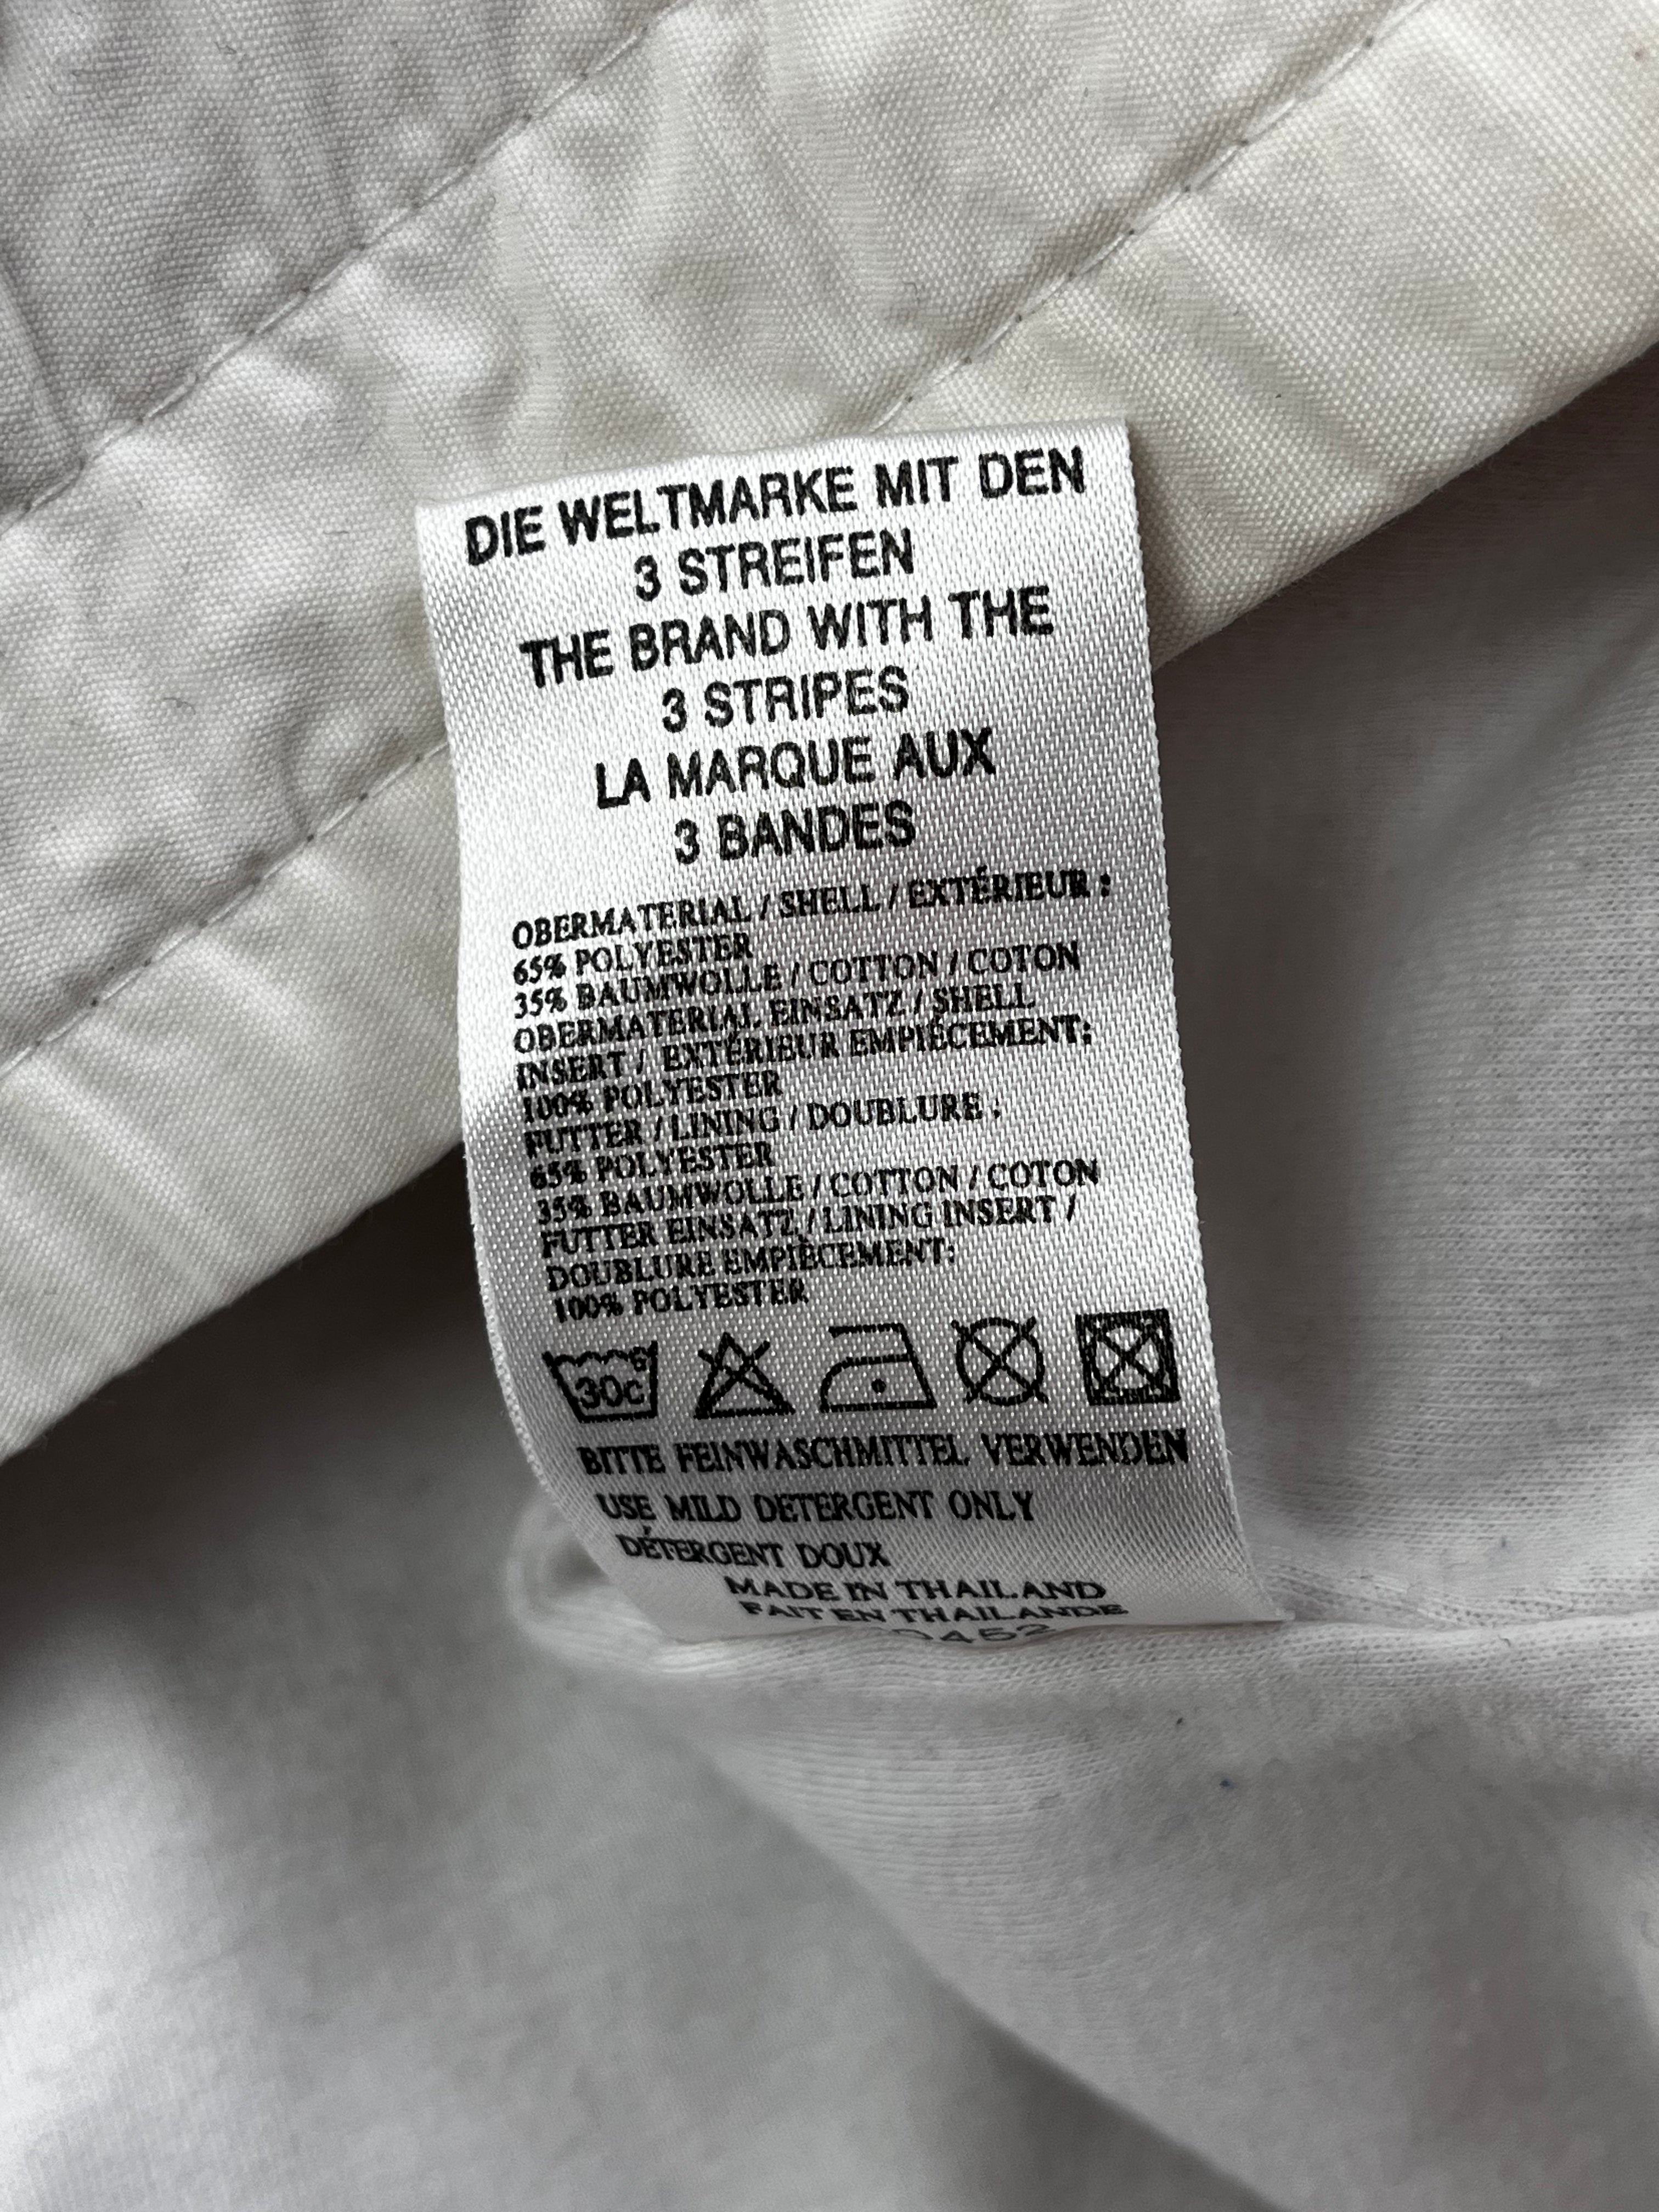 DIE WELTMARKE MIT DEN
3 STREIFEN
THE BRAND WITH THE
3 STRIPES
LA MARQUE AUX
3 BANDES
OBERMATERIAL / SHELL / EXTÉRIEUR :
65% POLYESTER
35% BAUMWOLLE / COTTON / COTON
OBERMATERIAL EINSATZ / SHELL
INSERT / EXTÉRIEUR EMPIÉCEMENT:
100% POLYESTER
FUTTER / LINING / DOUBLURE :
65% POLYESTER
35% BAUMWOLLE / COTTON / COTON
FUTTER EINSATZ / LINING INSERT /
DOUBLURE EMPIÈCEMENT:
100% POLYESTER
30c
BITTE FEINWASCHMITTEL VERWENDEN
USE MILD DETERGENT ONLY
DÉTERGENT DOUX
MADE IN THAILAND
FAIT EN THAILANDE